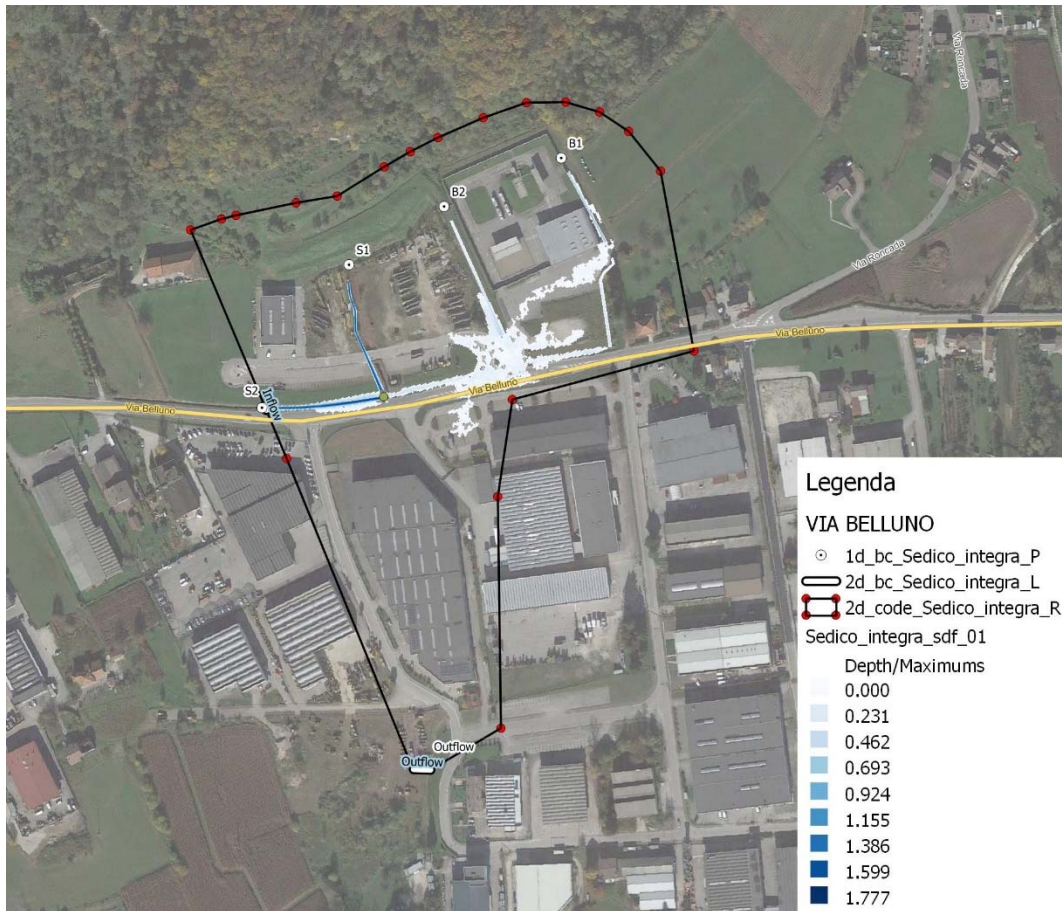 Via Roncada
B1
B2
S1
Via Roncada
Via Belluno
Via Belluno
S2
Inflow
Via Belluno
Outflow
Outflow
Legenda
VIA BELLUNO
1d_bc_Sedico_integra_P
2d_bc_Sedico_integra_L
2d_code_Sedico_integra_R
Sedico_integra_sdf_01
Depth/Maximums
0.000
0.231
0.462
0.693
0.924
1.155
1.386
1.599
1.777